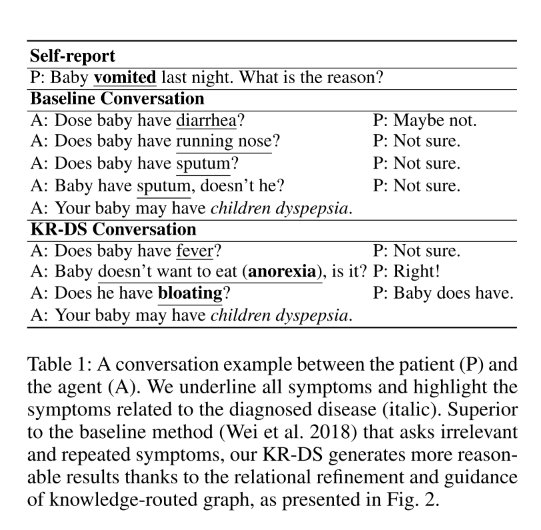 Self-report
P: Baby vomited last night. What is the reason?
Baseline Conversation
A: Dose baby have diarrhea? P: Maybe not.
A: Does baby have running nose? P: Not sure.
A: Does baby have sputum? P: Not sure.
A: Baby have sputum, doesn't he? P: Not sure.
A: Your baby may have children dyspepsia.
KR-DS Conversation
A: Does baby have fever? P: Not sure.
A: Baby doesn't want to eat (anorexia), is it? P: Right!
A: Does he have bloating? P: Baby does have.
A: Your baby may have children dyspepsia.
Table 1: A conversation example between the patient (P) and
the agent (A). We underline all symptoms and highlight the
symptoms related to the diagnosed disease (italic). Superior
to the baseline method (Wei et al. 2018) that asks irrelevant
and repeated symptoms, our KR-DS generates more reason-
able results thanks to the relational refinement and guidance
of knowledge-routed graph, as presented in Fig. 2.